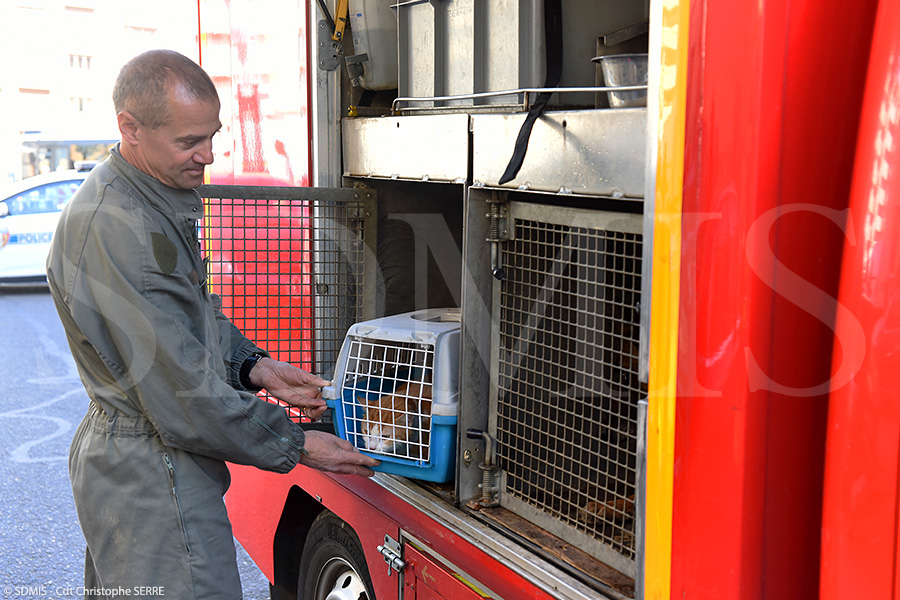 POLICE
SDMIS
© SDMIS - Cdt Christophe SERRE